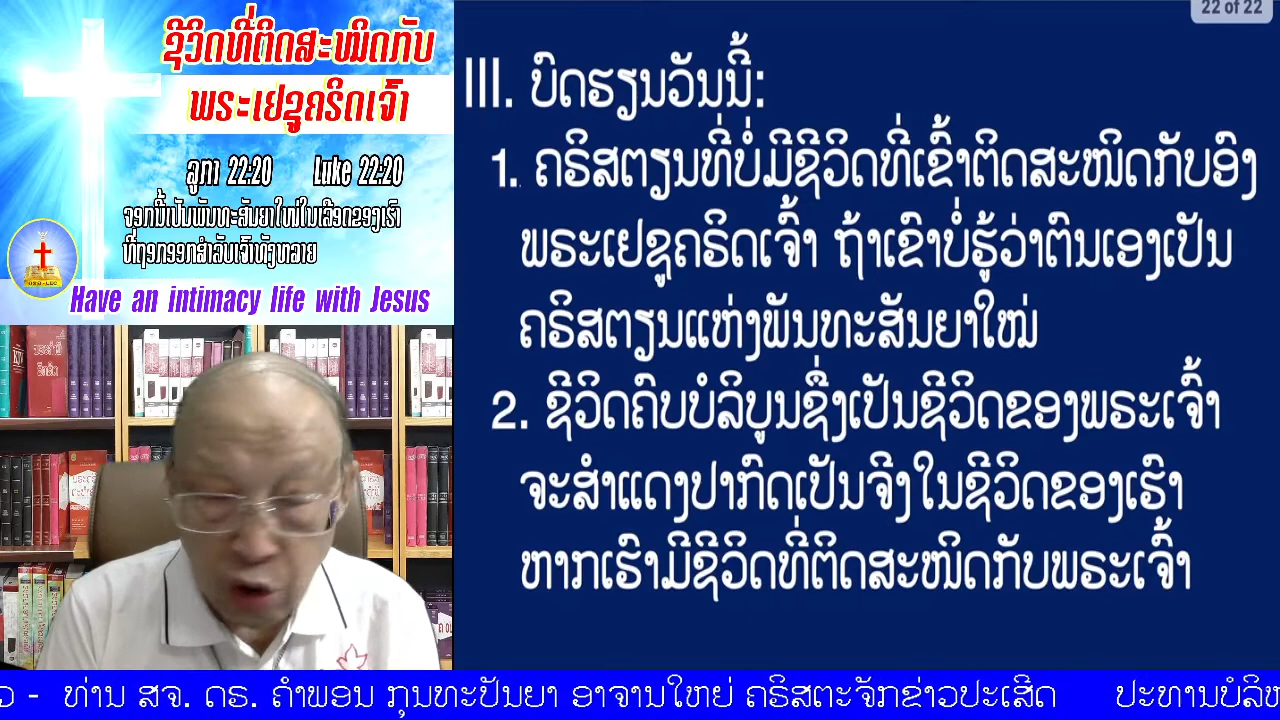 ຊີວິດທີ່ຕິດສະໜິດກັບ
ພຣະເຢຊູຄຣິດເຈົ້າ
ລູກາ 22:20 Luke 22:20
ຈອກນີ້ເປັນພັນທະສັນຍາໃໝ່ໃນເລືອດຂອງເຮົາ
ທີ່ຖອກອອກສຳລັບເຈົ້າທັງຫລາຍ
Have an intimacy life with Jesus
22 of 22
III. ບົດຮຽນວັນນີ້:
1. ຄຣິສຕຽນທີ່ບໍ່ມີຊີວິດທີ່ເຂົ້າຕິດສະໜິດກັບອົງ
ພຣະເຢຊູຄຣິດເຈົ້າ ຖ້າເຂົາບໍ່ຮູ້ວ່າຕົນເອງເປັນ
ຄຣິສຕຽນແຫ່ງພັນທະສັນຍາໃໝ່
2. ຊີວິດຄົບບໍລິບູນຊື່ງເປັນຊີວິດຂອງພຣະເຈົ້າ
ຈະສຳແດງປາກົດເປັນຈີງໃນຊີວິດຂອງເຮົາ
ຫາກເຮົາມີຊີວິດທີ່ຕິດສະໜິດກັບພຣະເຈົ້າ
ວ - ທ່ານ ສຈ. ດຣ. ຄຳພອນ ກຸນທະປັນຍາ ອາຈານໃຫຍ່ ຄຣິສຕະຈັກຂ່າວປະເສີດ ປະທານບໍລິຫ